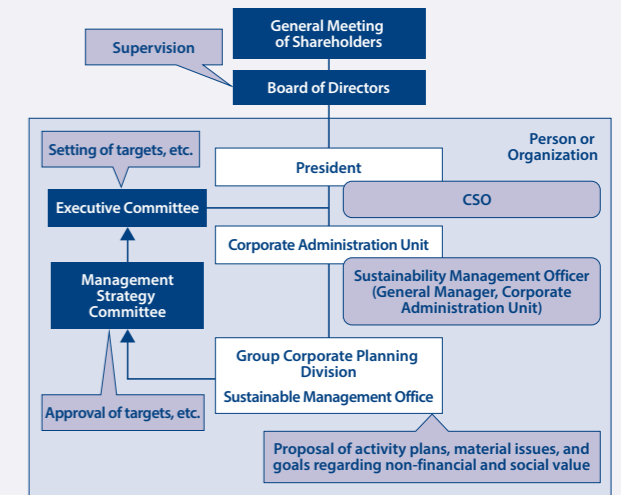 General Meeting
of Shareholders
Supervision
Board of Directors
Person or
Organization
Setting of targets, etc.
President
CSO
Executive Committee
Corporate Administration Unit
Sustainability Management Officer
(General Manager, Corporate
Administration Unit)
Management
Strategy
Committee
Group Corporate Planning
Division
Sustainable Management Office
Approval of targets, etc.
Proposal of activity plans, material issues, and
goals regarding non-financial and social value